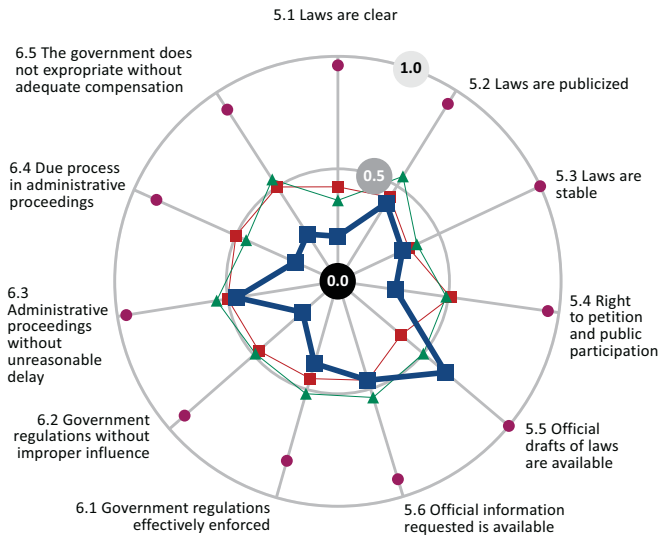 5.1 Laws are clear
1.0
5.2 Laws are publicized
5.3 Laws are
stable
0.5
0.0
5.4 Right
to petition
and public
participation
5.5 Official
drafts of laws
are available
5.6 Official information
requested is available
6.1 Government regulations
effectively enforced
6.2 Government
regulations without
improper influence
6.3
Administrative
proceedings
without
unreasonable
delay
6.4 Due process
in administrative
proceedings
6.5 The government does
not expropriate without
adequate compensation